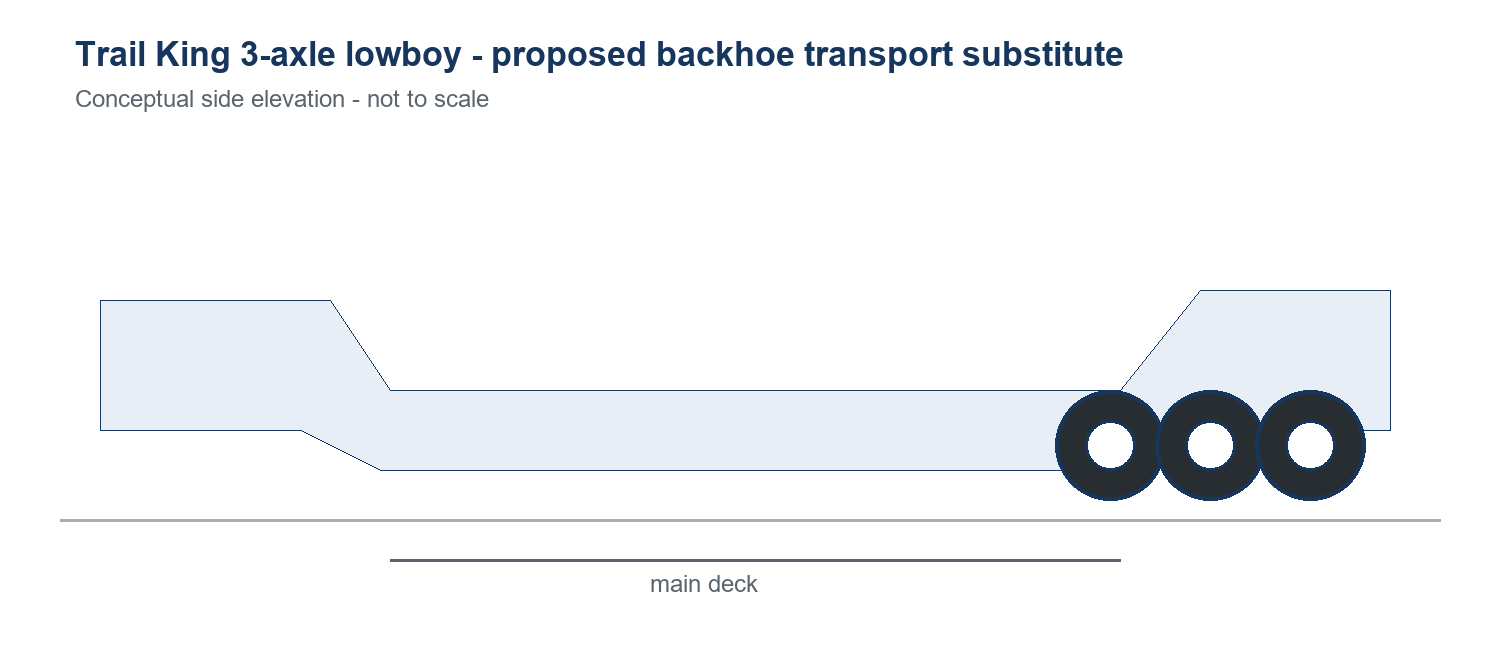 Trail King 3-axle lowboy - proposed backhoe transport substitute
Conceptual side elevation - not to scale
main deck